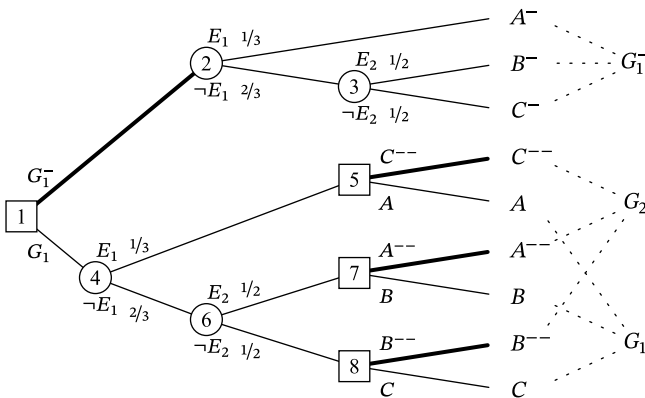 A⁻
E₁ 1/3
2
E₂ 1/2
B⁻
G₁⁻
¬E₁ 2/3
3
¬E₂ 1/2
C⁻
G₁⁻
C⁻⁻
C⁻⁻
5
1
A
A
G₂
G₁
E₁ 1/3
A⁻⁻
A⁻⁻
4
7
¬E₁ 2/3
E₂ 1/2
B
B
6
¬E₂ 1/2
B⁻⁻
B⁻⁻
G₁
8
C
C